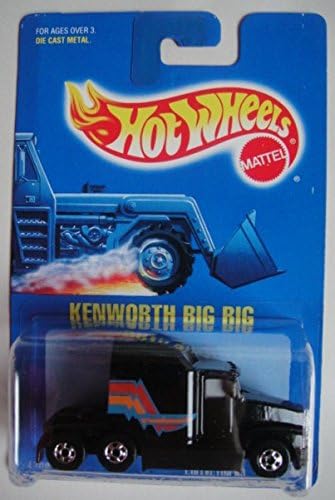 FOR AGES OVER 3.
DIE CAST METAL.
Hot Wheels
MATTEL
®
KENWORTH BIG RIG